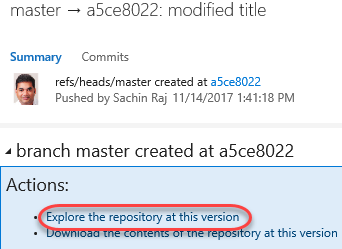 master → a5ce8022: modified title
Summary Commits
refs/heads/master created at a5ce8022
Pushed by Sachin Raj 11/14/2017 1:41:18 PM
branch master created at a5ce8022
Actions:
• Explore the repository at this version
• Download the contents of the repository at this version